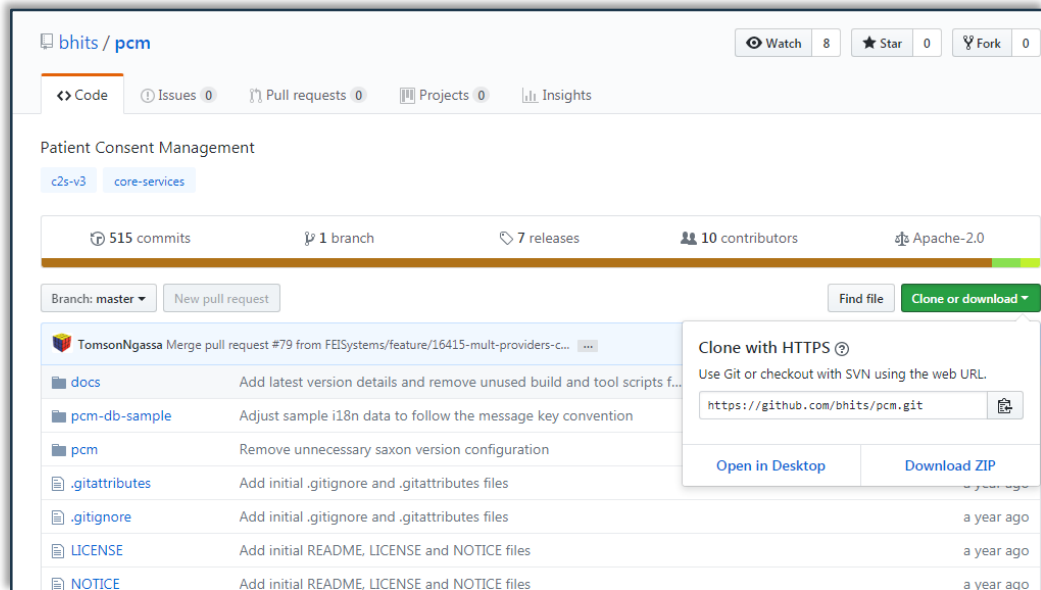 bhits / pcm
Watch 8 Star 0 Fork 0
Code Issues 0 Pull requests 0 Projects 0 Insights
Patient Consent Management
c2s-v3 core-services
515 commits 1 branch 7 releases 10 contributors Apache-2.0
Branch: master New pull request Find file Clone or download
TomsonNgassa Merge pull request #79 from FEISystems/feature/16415-mult-providers-c... ...
Clone with HTTPS
Use Git or checkout with SVN using the web URL.
https://github.com/bhits/pcm.git
Open in Desktop Download ZIP
docs Add latest version details and remove unused build and tool scripts f...
pcm-db-sample Adjust sample i18n data to follow the message key convention
pcm Remove unnecessary saxon version configuration
.gitattributes Add initial .gitignore and .gitattributes files a year ago
.gitignore Add initial .gitignore and .gitattributes files a year ago
LICENSE Add initial README, LICENSE and NOTICE files a year ago
NOTICE Add initial README, LICENSE and NOTICE files a year ago